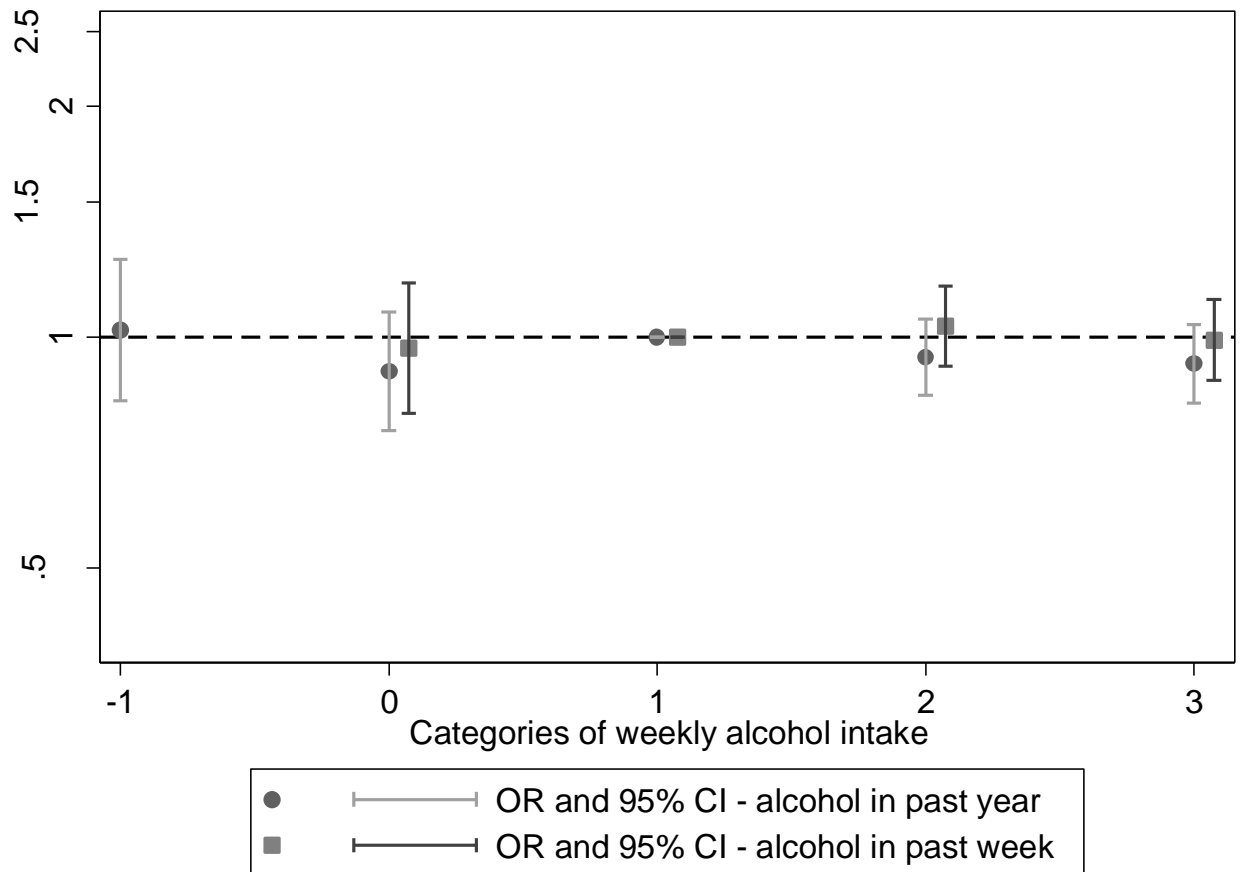 2.5
2
1.5
1
.5
-1 0 1 2 3
Categories of weekly alcohol intake
OR and 95% CI - alcohol in past year
OR and 95% CI - alcohol in past week